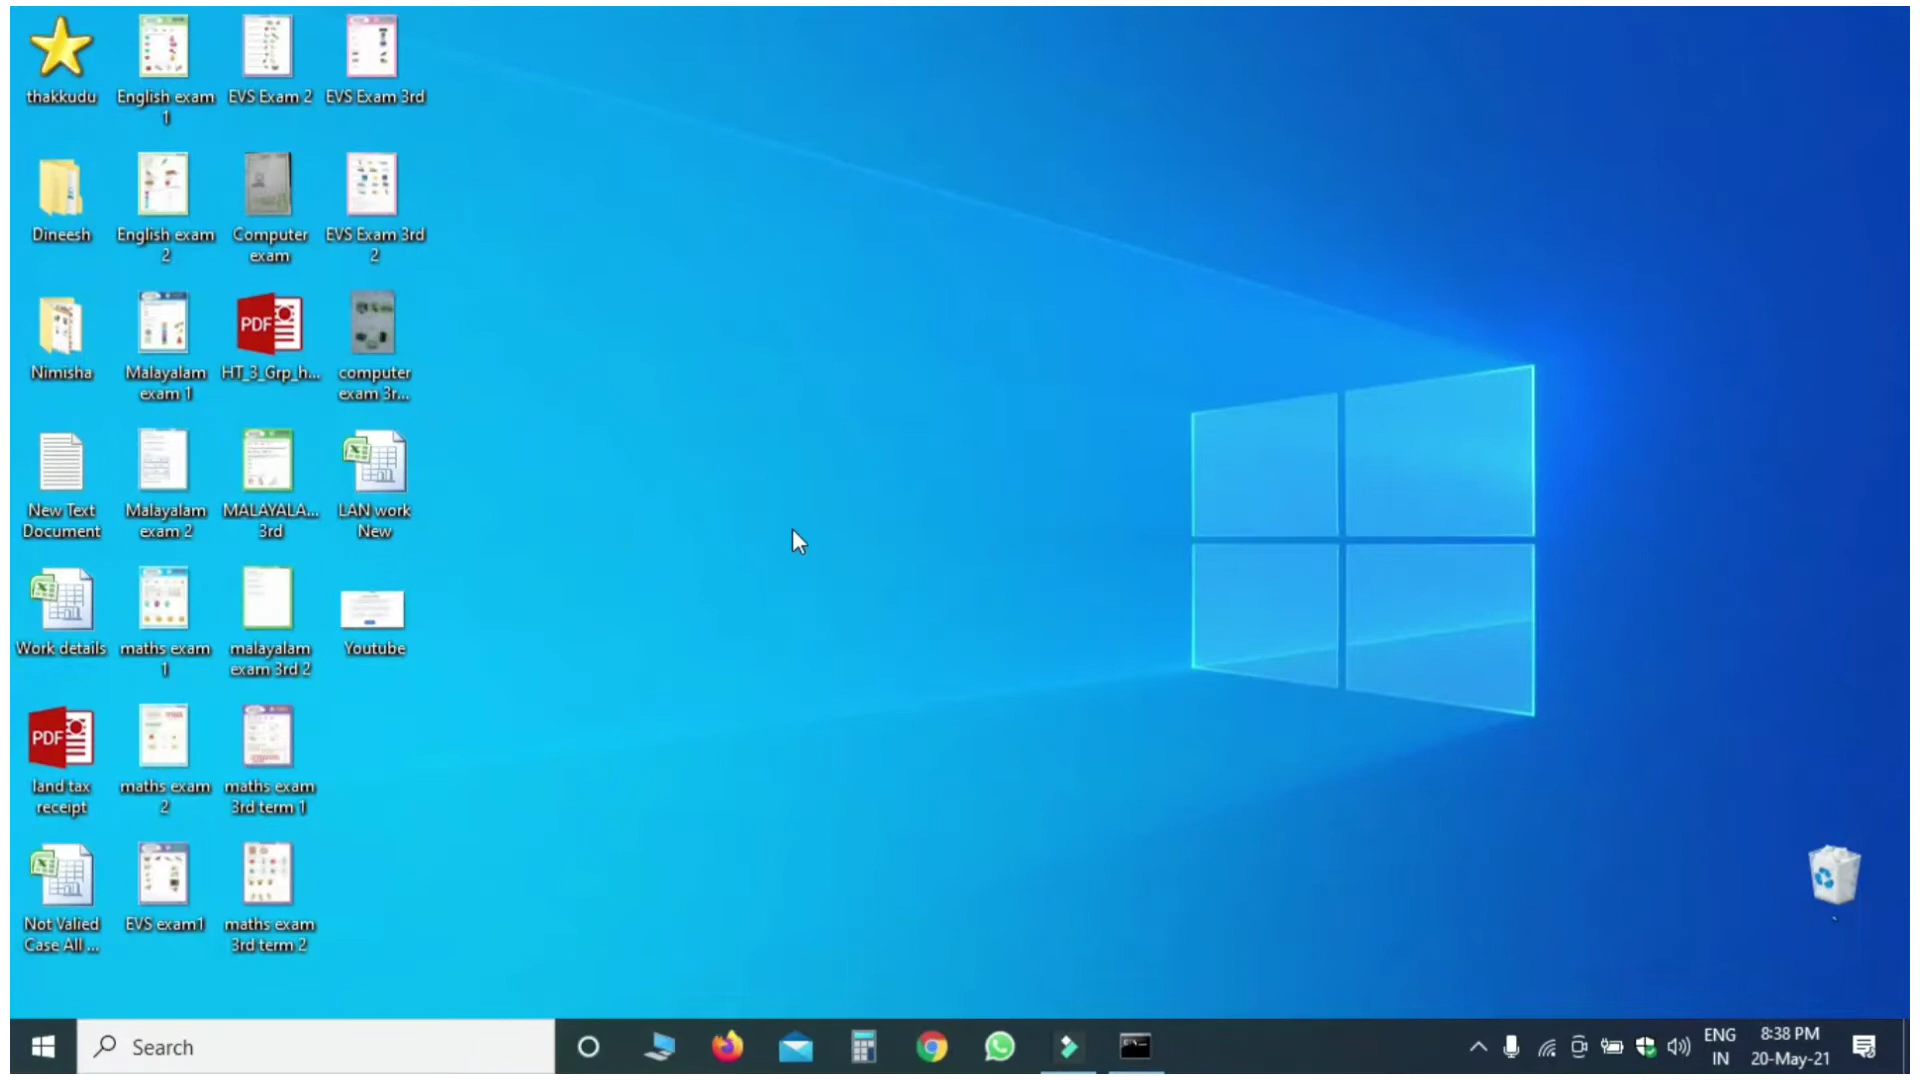 thakkudu
English exam
1
EVS Exam 2
EVS Exam 3rd
Dineesh
English exam
2
Computer
exam
EVS Exam 3rd
2
Nimisha
Malayalam
exam 1
PDF
HT_3_Grp_h...
computer
exam 3r...
New Text
Document
Malayalam
exam 2
MALAYALA...
3rd
LAN work
New
Work details
maths exam
1
malayalam
exam 3rd 2
Youtube
PDF
land tax
receipt
maths exam
2
maths exam
3rd term 1
Not Valied
Case All ...
EVS exam1
maths exam
3rd term 2
Search
ENG
IN
8:38 PM
20-May-21